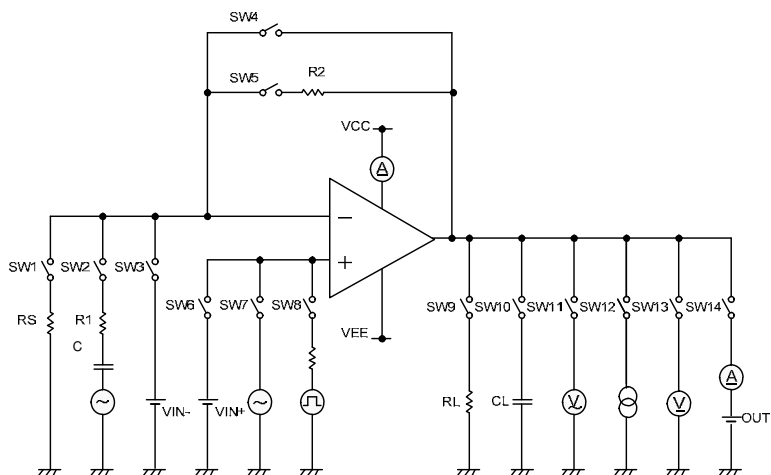 SW4
SW5
R2
VCC
A
−
+
SW1
SW2
SW3
SW6
SW7
SW8
SW9
SW10
SW11
SW12
SW13
SW14
RS
R1
C
VEE
VIN-
VIN+
RL
CL
V
V
A
OUT